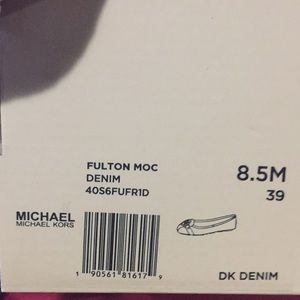 FULTON MOC
DENIM
40S6FUFR1D
8.5M
39
MICHAEL
MICHAEL KORS
1 90561 81617 9
DK DENIM